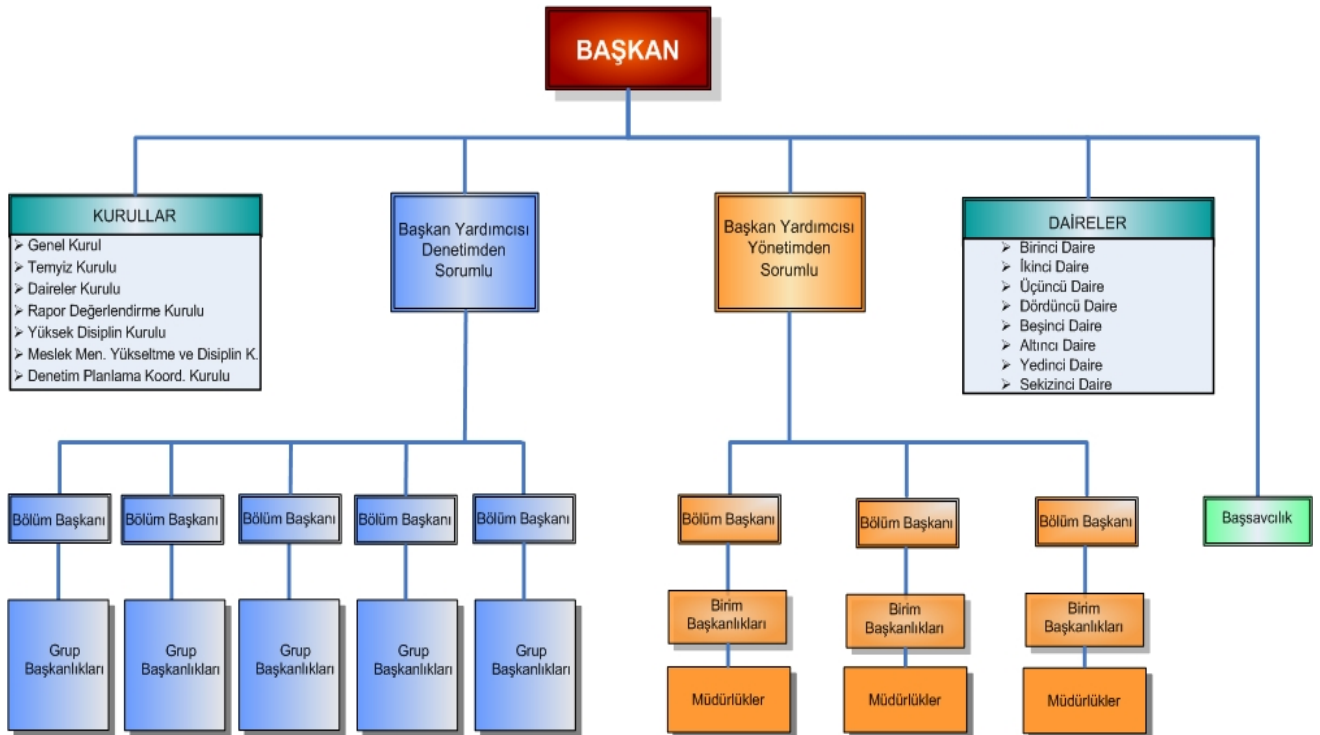 BAŞKAN
KURULLAR
➢ Genel Kurul
➢ Temyiz Kurulu
➢ Daireler Kurulu
➢ Rapor Değerlendirme Kurulu
➢ Yüksek Disiplin Kurulu
➢ Meslek Men. Yükseltme ve Disiplin K.
➢ Denetim Planlama Koord. Kurulu
Başkan Yardımcısı
Denetimden
Sorumlu
Başkan Yardımcısı
Yönetimden
Sorumlu
DAİRELER
➢ Birinci Daire
➢ İkinci Daire
➢ Üçüncü Daire
➢ Dördüncü Daire
➢ Beşinci Daire
➢ Altıncı Daire
➢ Yedinci Daire
➢ Sekizinci Daire
Bölüm Başkanı
Bölüm Başkanı
Bölüm Başkanı
Bölüm Başkanı
Bölüm Başkanı
Bölüm Başkanı
Bölüm Başkanı
Bölüm Başkanı
Başsavcılık
Grup
Başkanlıkları
Grup
Başkanlıkları
Grup
Başkanlıkları
Grup
Başkanlıkları
Grup
Başkanlıkları
Birim
Başkanlıkları
Birim
Başkanlıkları
Birim
Başkanlıkları
Müdürlükler
Müdürlükler
Müdürlükler